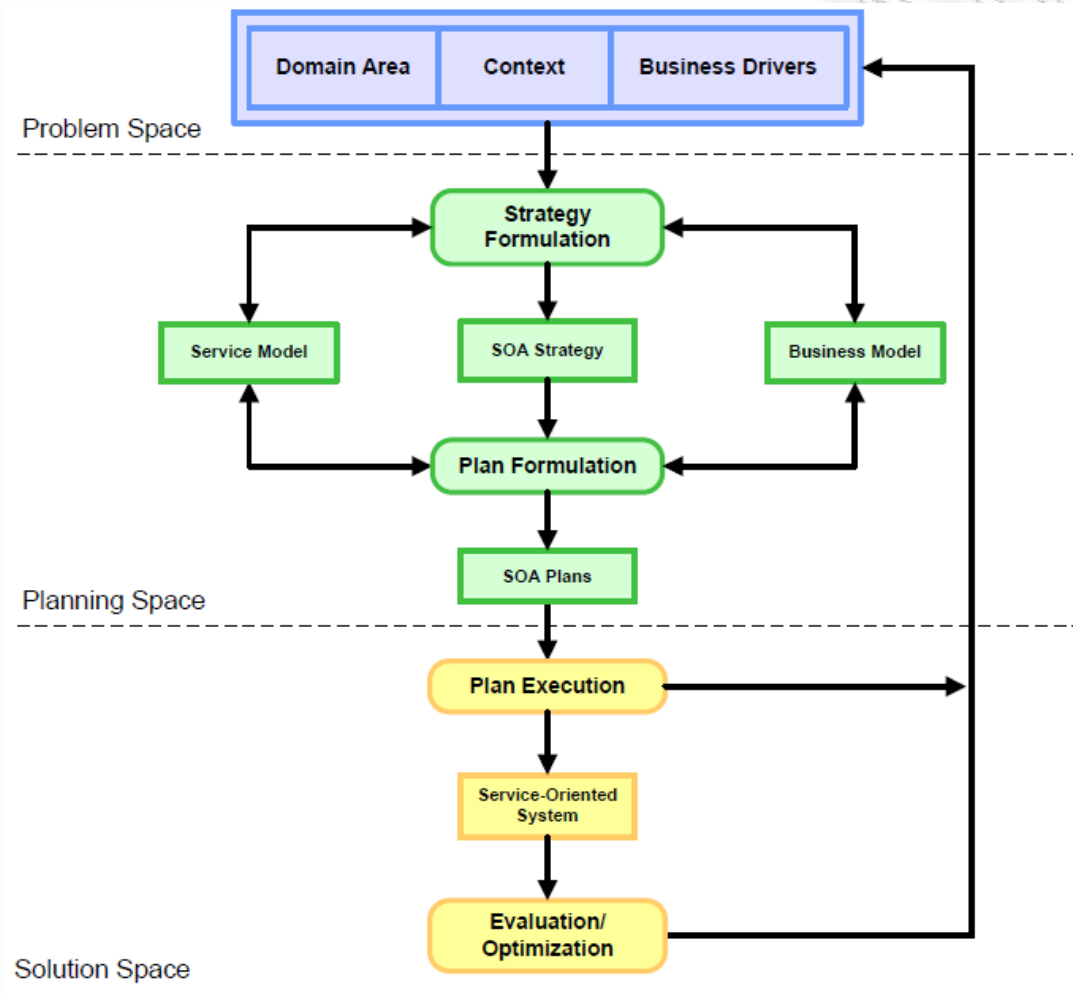 Domain Area
Context
Business Drivers
Problem Space
Strategy
Formulation
Service Model
SOA Strategy
Business Model
Plan Formulation
SOA Plans
Planning Space
Plan Execution
Service-Oriented
System
Evaluation/
Optimization
Solution Space